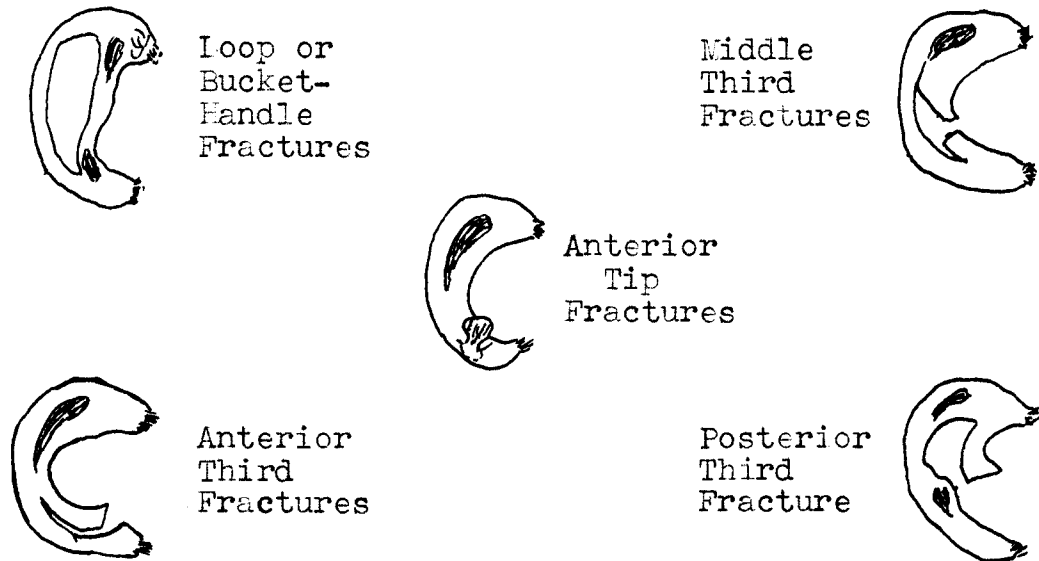 Loop or
Bucket-
Handle
Fractures
Middle
Third
Fractures
Anterior
Tip
Fractures
Anterior
Third
Fractures
Posterior
Third
Fracture